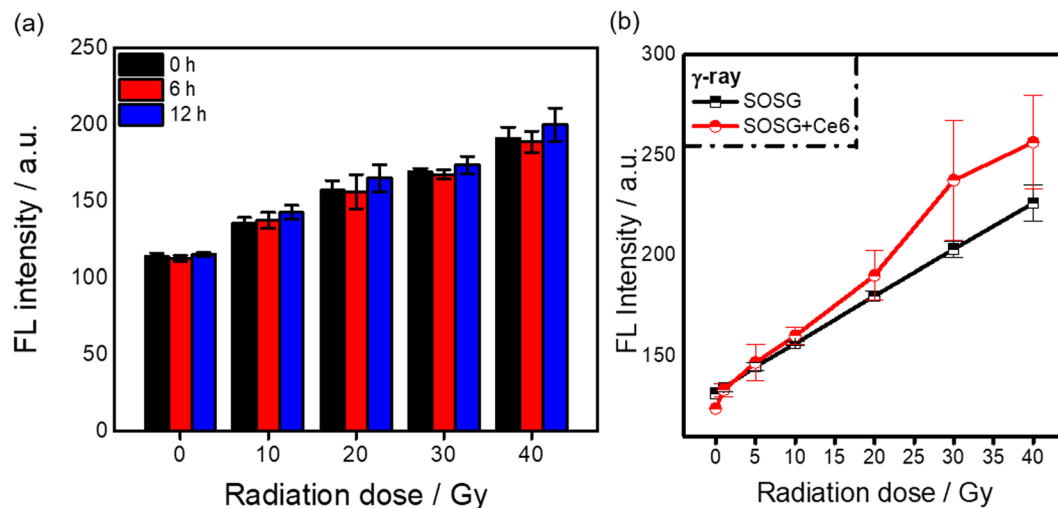 (a)
250
200
150
100
50
0
FL intensity / a.u.
0 h
6 h
12 h
0 10 20 30 40
Radiation dose / Gy
(b)
300
250
200
150
FL Intensity / a.u.
γ-ray
SOSG
SOSG+Ce6
0 5 10 15 20 25 30 35 40
Radiation dose / Gy